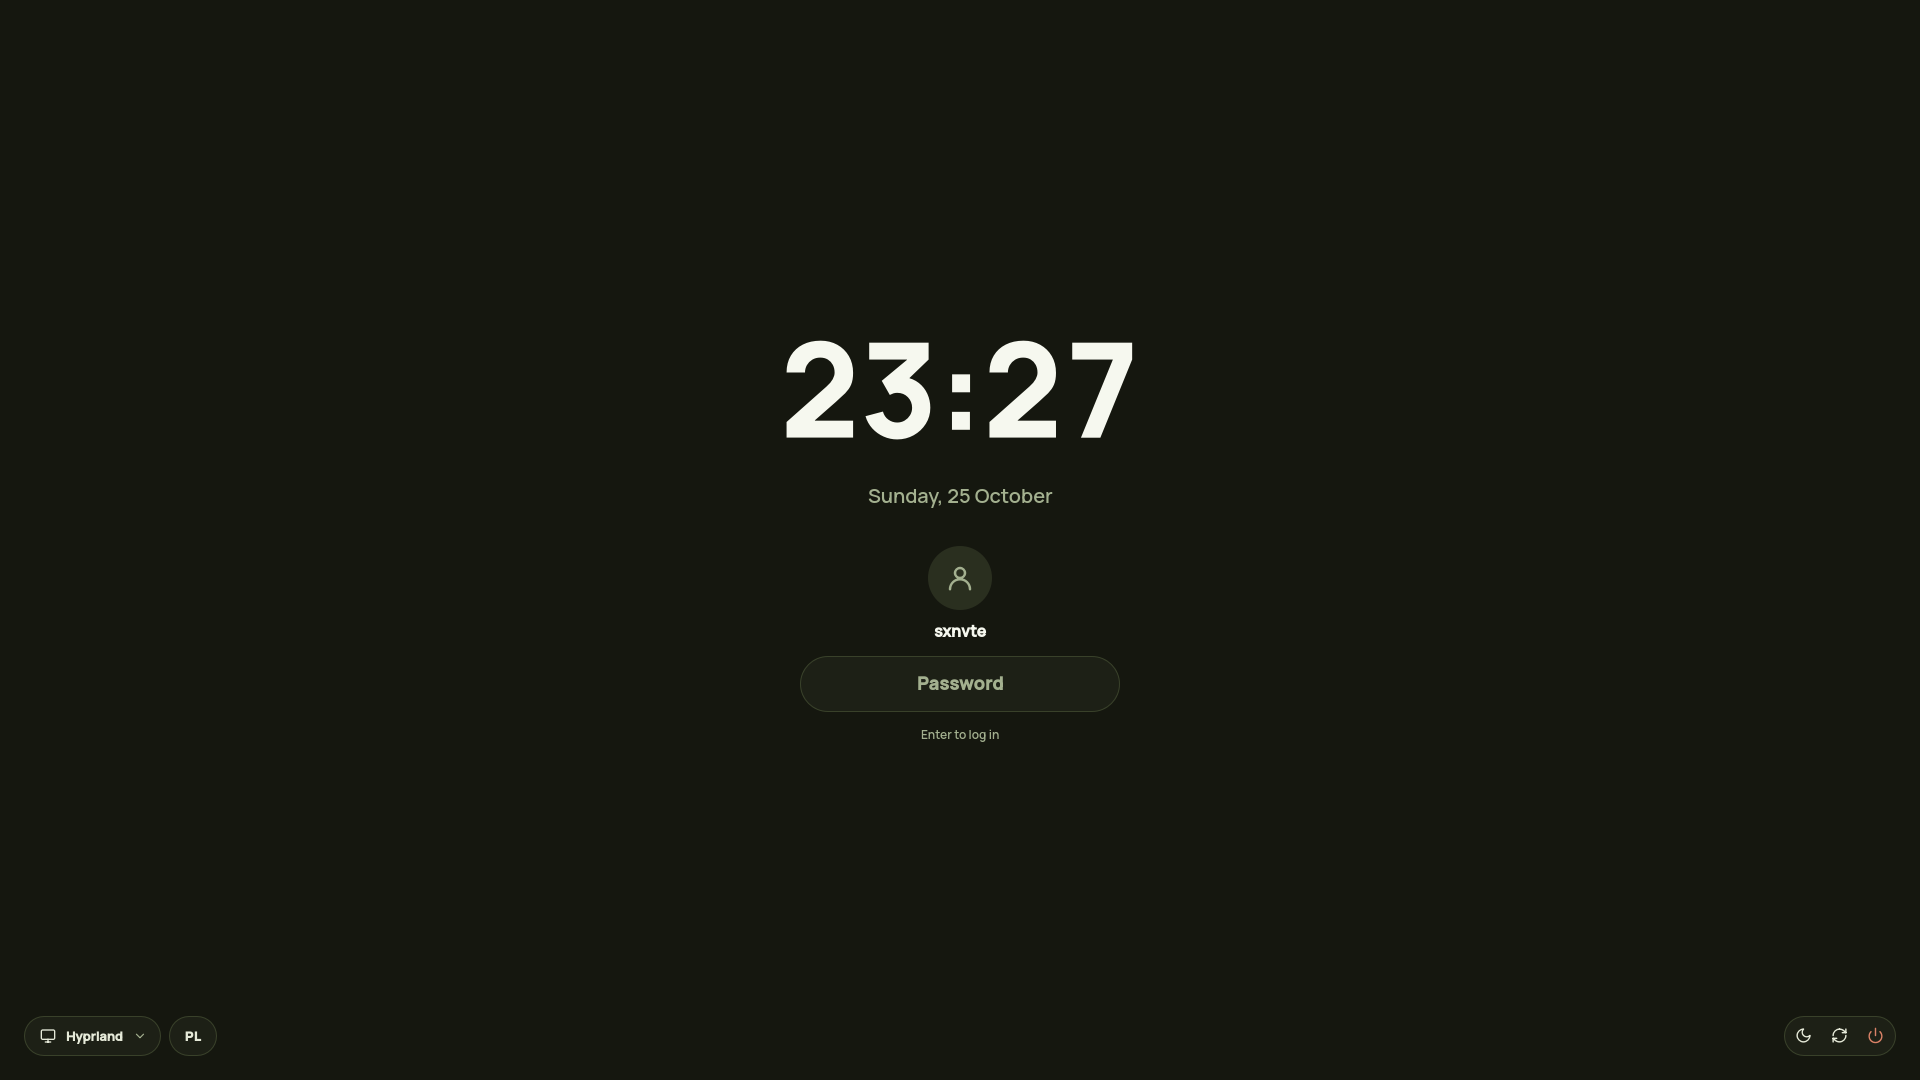 23:27
Sunday, 25 October
sxnvte
Password
Enter to log in
Hyprland
PL